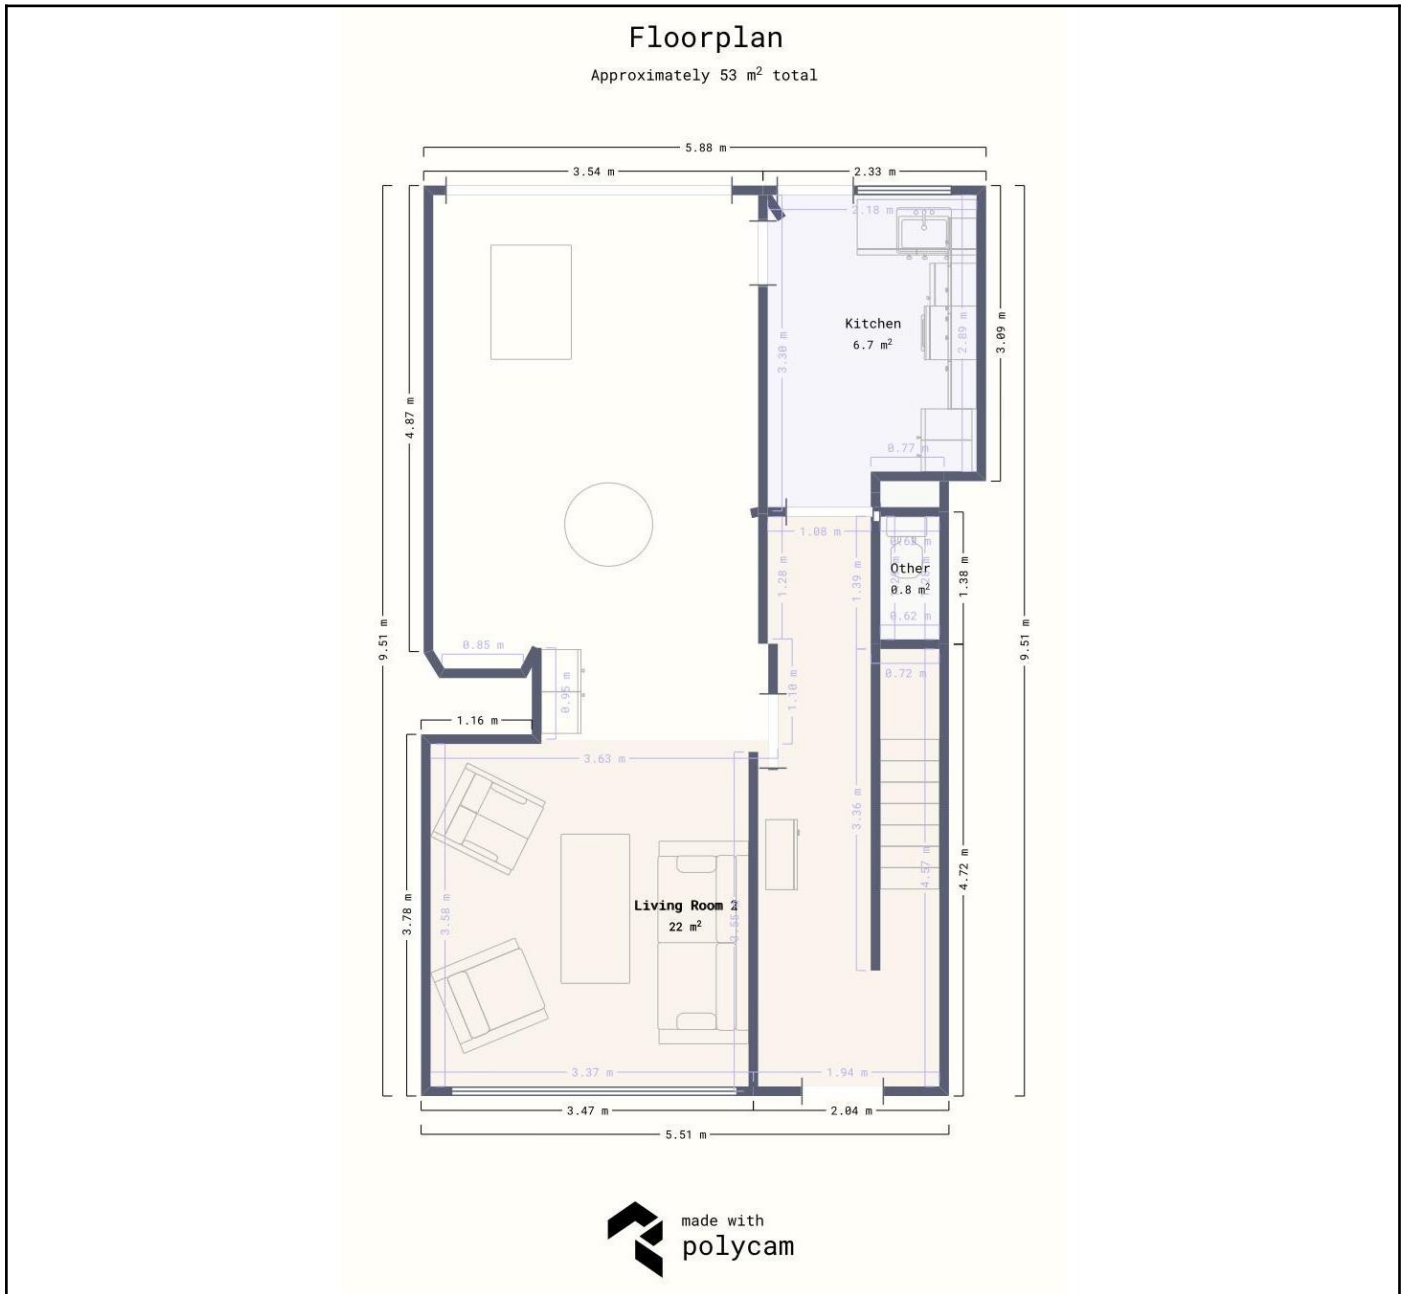 Floorplan
Approximately 53 m² total
5.88 m
3.54 m
2.33 m
2.18 m
Kitchen
6.7 m²
3.30 m
2.89 m
3.09 m
4.87 m
0.77 m
1.08 m
Other
0.8 m²
0.62 m
1.28 m
1.39 m
1.38 m
9.51 m
9.51 m
0.85 m
0.95 m
0.72 m
1.10 m
1.16 m
3.63 m
3.36 m
4.57 m
4.72 m
Living Room 2
22 m²
3.78 m
3.58 m
3.37 m
1.94 m
3.47 m
2.04 m
5.51 m
made with
polycam